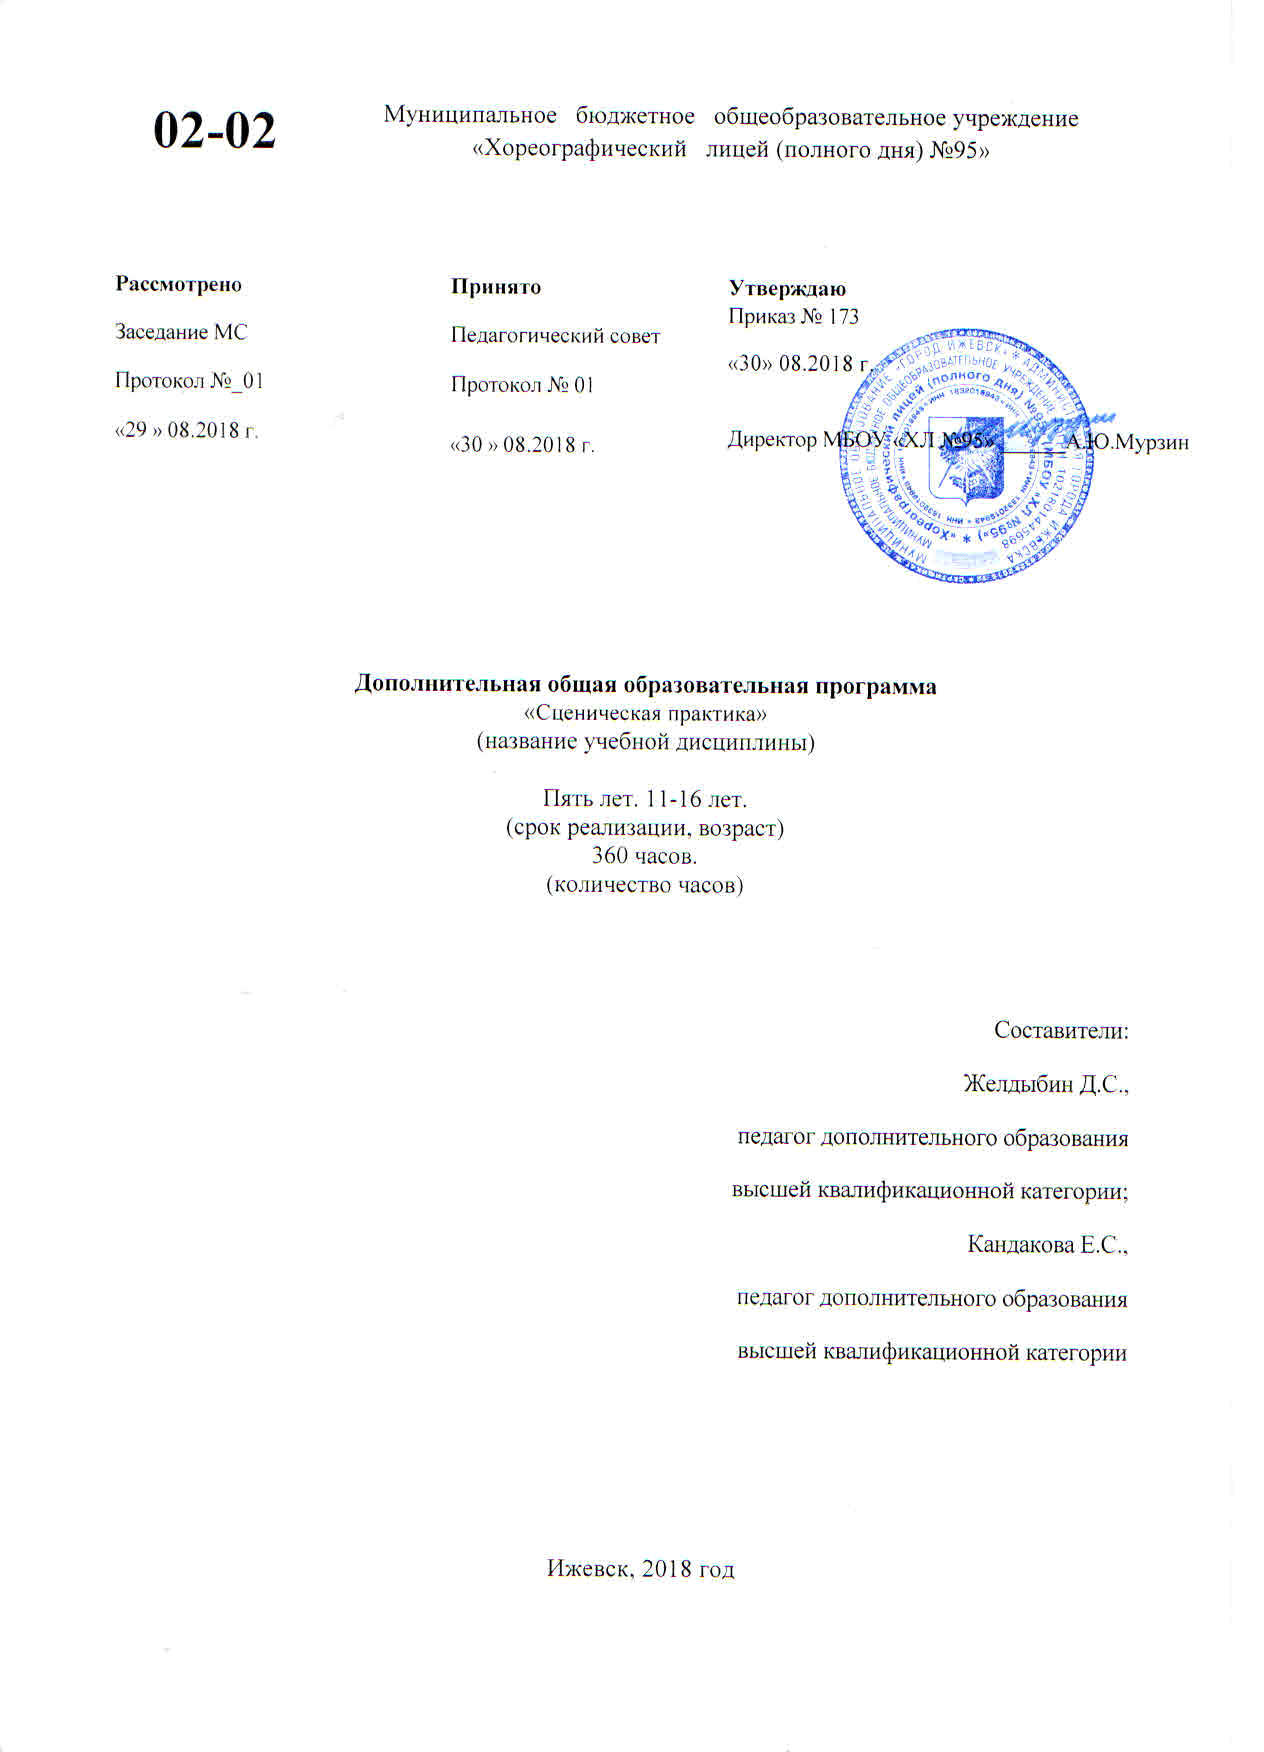 02-02
Муниципальное бюджетное общеобразовательное учреждение
«Хореографический лицей (полного дня) №95»
Рассмотрено
Заседание МС
Протокол №_01
«29 » 08.2018 г.
Принято
Педагогический совет
Протокол № 01
«30 » 08.2018 г.
Утверждаю
Приказ № 173
«30» 08.2018 г.
Директор МБОУ «ХЛ №95» ______А.Ю.Мурзин
Дополнительная общая образовательная программа
«Сценическая практика»
(название учебной дисциплины)
Пять лет. 11-16 лет.
(срок реализации, возраст)
360 часов.
(количество часов)
Составители:
Желдыбин Д.С.,
педагог дополнительного образования
высшей квалификационной категории;
Кандакова Е.С.,
педагог дополнительного образования
высшей квалификационной категории
Ижевск, 2018 год